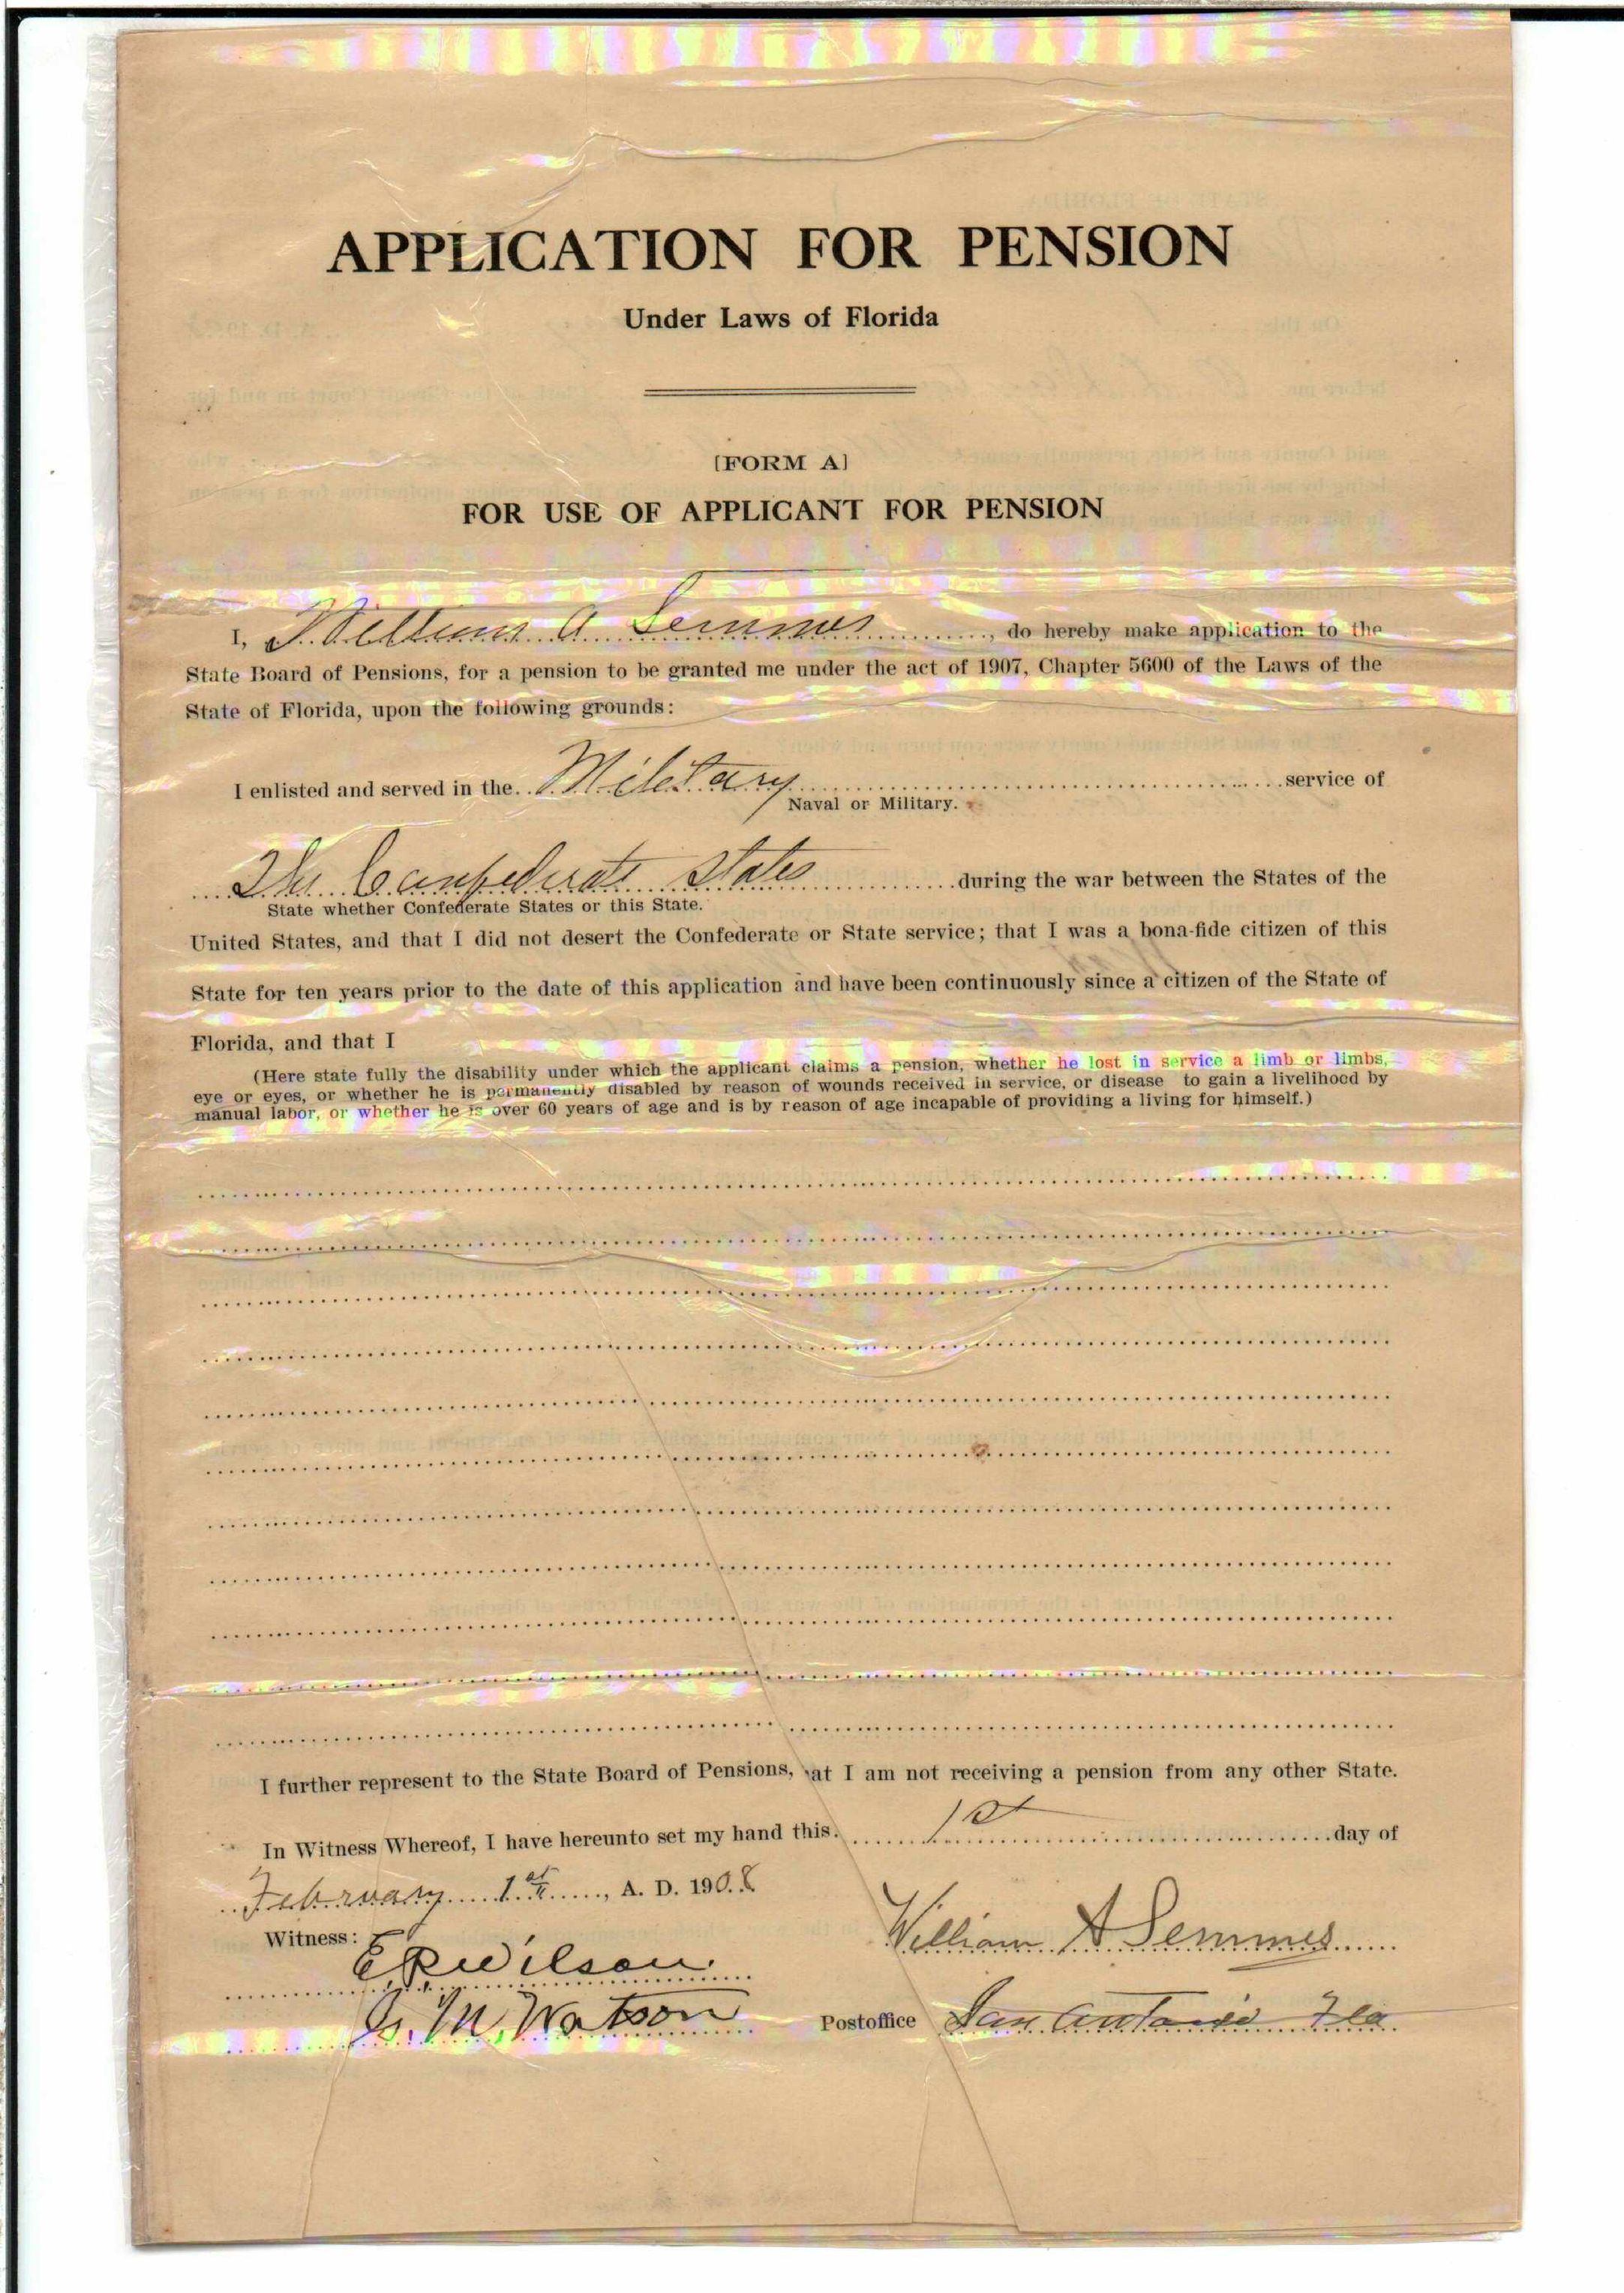 APPLICATION FOR PENSION
Under Laws of Florida
[FORM A]
FOR USE OF APPLICANT FOR PENSION
I, William A Semmes, do hereby make application to the
State Board of Pensions, for a pension to be granted me under the act of 1907, Chapter 5600 of the Laws of the
State of Florida, upon the following grounds:
I enlisted and served in the Military service of
Naval or Military.
The Confederate States during the war between the States of the
State whether Confederate States or this State.
United States, and that I did not desert the Confederate or State service; that I was a bona-fide citizen of this
State for ten years prior to the date of this application and have been continuously since a citizen of the State of
Florida, and that I
(Here state fully the disability under which the applicant claims a pension, whether he lost in service a limb or limbs,
eye or eyes, or whether he is permanently disabled by reason of wounds received in service, or disease to gain a livelihood by
manual labor, or whether he is over 60 years of age and is by reason of age incapable of providing a living for himself.)
I further represent to the State Board of Pensions, at I am not receiving a pension from any other State.
In Witness Whereof, I have hereunto set my hand this 1st day of
February 1st, A. D. 1908
William A Semmes
Witness:
E R Wilson
M. Watson
Postoffice San Antonio Fla